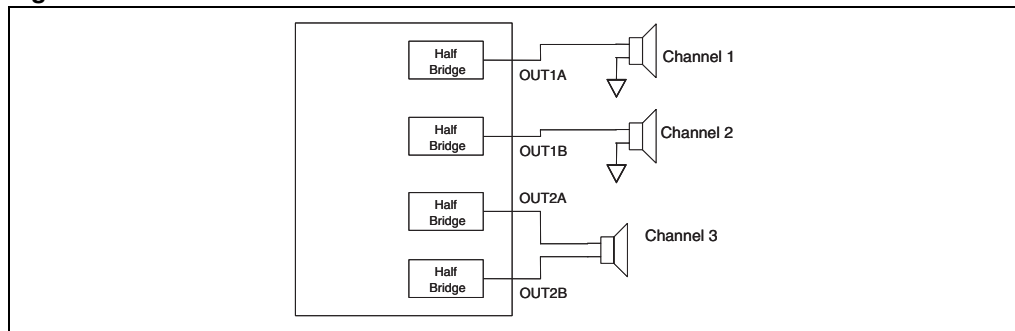 Half
Bridge
OUT1A
Channel 1
Half
Bridge
OUT1B
Channel 2
Half
Bridge
OUT2A
Channel 3
Half
Bridge
OUT2B